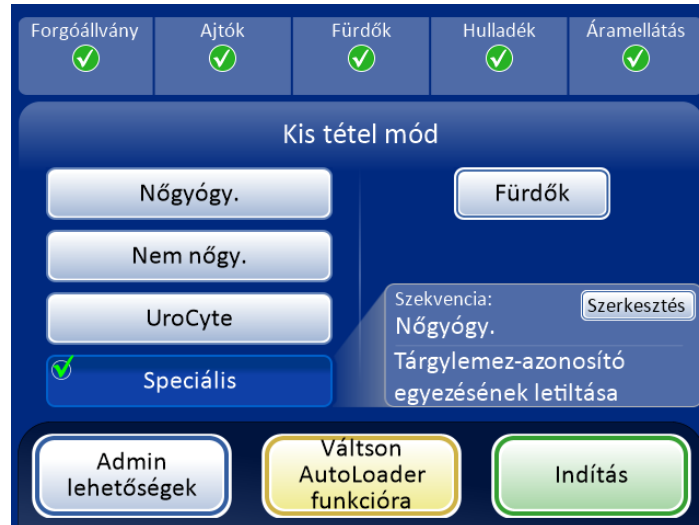 Forgóállvány Ajtók Fürdők Hulladék Áramellátás
Kis tétel mód
Nőgyógy.
Fürdők
Nem nőgy.
UroCyte
Szekvencia:
Szerkesztés
Nőgyógy.
Speciális
Tárgylemez-azonosító
egyezésének letiltása
Admin
lehetőségek
Váltson
AutoLoader
funkcióra
Indítás